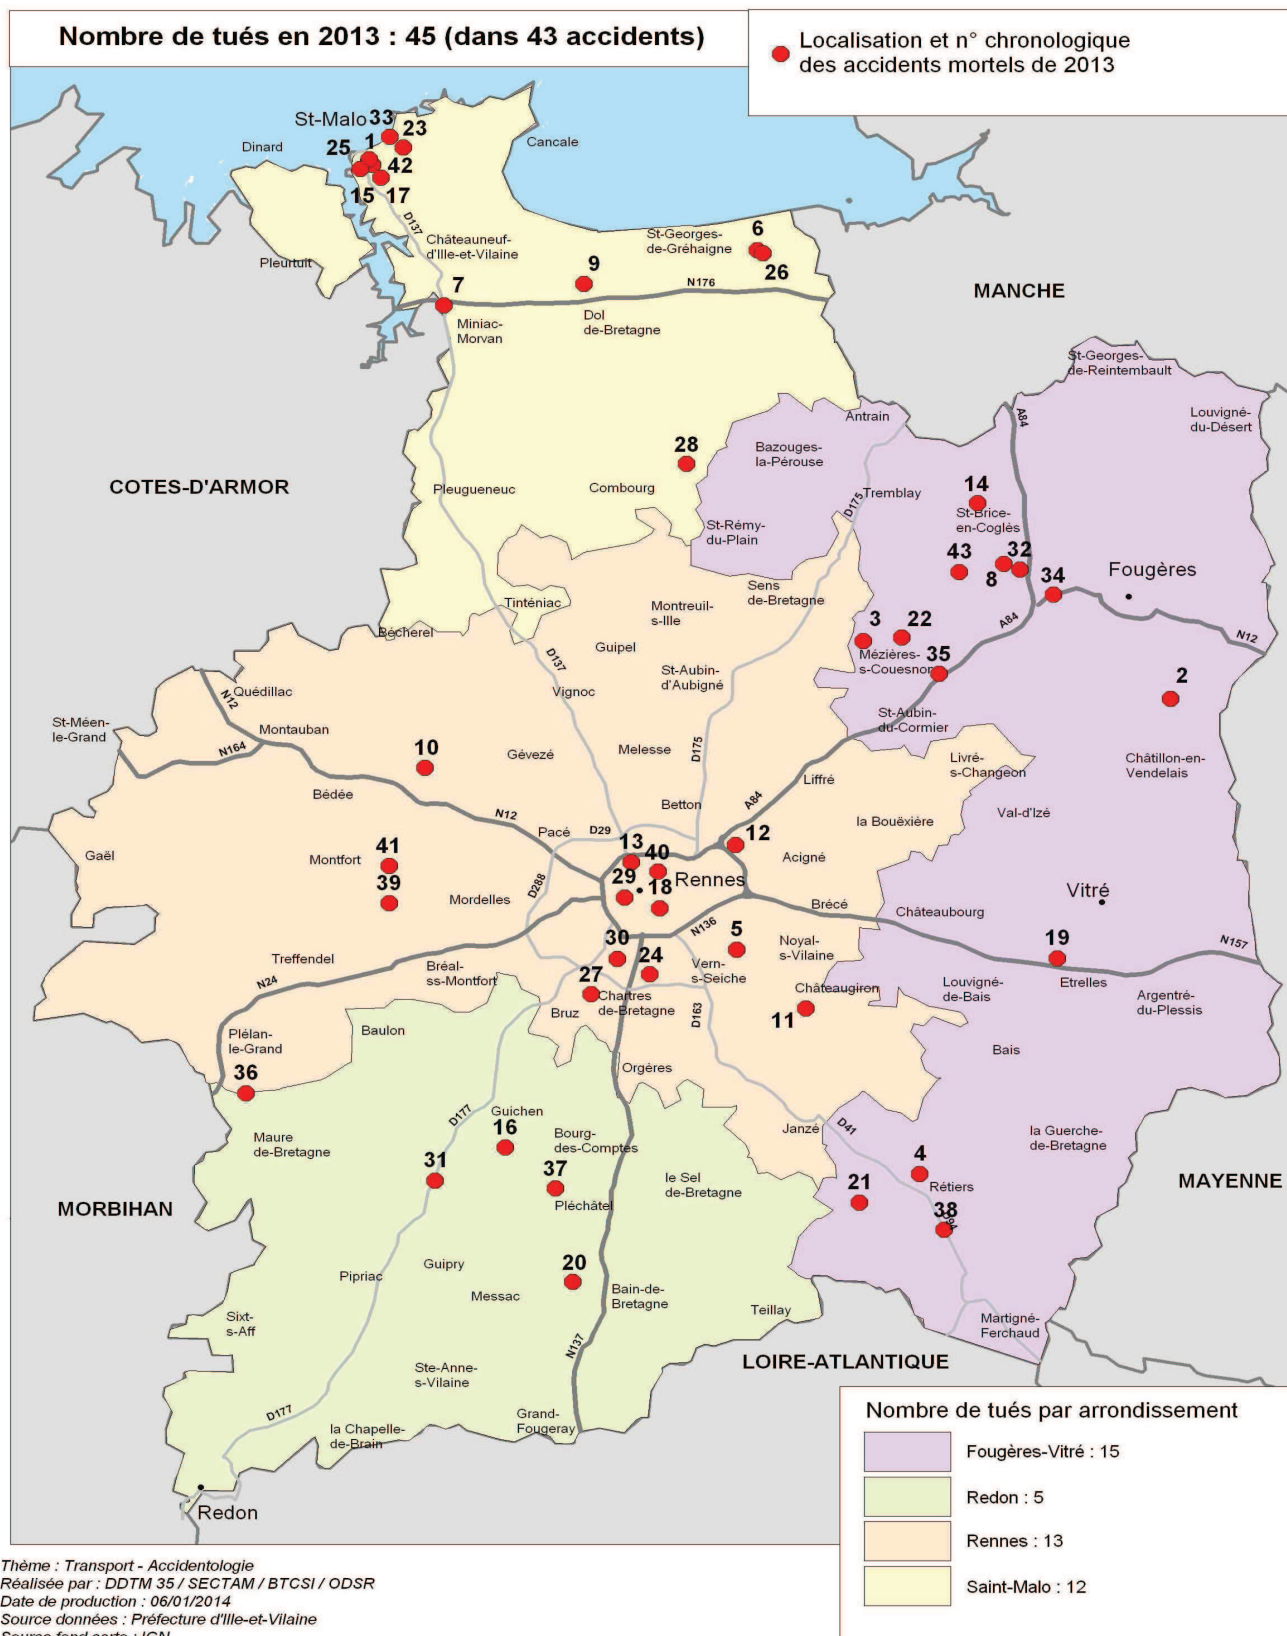 Nombre de tués en 2013 : 45 (dans 43 accidents)
Localisation et n° chronologique
des accidents mortels de 2013
St-Malo
33
23
1
25
42
15
17
Dinard
Cancale
Pleurtuit
D137
Châteauneuf-
d'Ille-et-Vilaine
St-Georges-
de-Gréhaigne
6
26
9
7
N176
Miniac-
Morvan
Dol
de-Bretagne
MANCHE
St-Georges-
de-Reintembault
Antrain
A84
Louvigné-
du-Désert
28
Bazouges-
la-Pérouse
COTES-D'ARMOR
Pleugueneuc
Combourg
Tremblay
14
D175
St-Brice-
en-Coglès
St-Rémy-
du-Plain
43
32
8
34
Fougères
Sens
de-Bretagne
Tinténiac
Montreuil-
s-Ille
Bécherel
Guipel
3
22
A84
N12
D137
Mézières-
s-Couesnon
35
2
St-Aubin-
d'Aubigné
Quédillac
N12
Vignoc
St-Méen-
le-Grand
Montauban
St-Aubin-
du-Cormier
N164
10
Gévezé
Melesse
D175
Livré-
s-Changeon
Châtillon-en-
Vendelais
Liffré
Bédée
Betton
A84
Val-d'Izé
N12
Pacé
D29
la Bouëxière
12
13
40
Gaël
41
Montfort
Acigné
39
D288
29
18
Rennes
Vitré
Mordelles
Brécé
Châteaubourg
N136
5
30
24
Noyal-
s-Vilaine
19
N157
Treffendel
N24
Bréal-
ss-Montfort
Vern-
s-Seiche
27
Chartres
de-Bretagne
Châteaugiron
Louvigné-
de-Bais
Etrelles
Argentré-
du-Plessis
11
Bruz
D163
Baulon
Plélan-
le-Grand
Bais
36
Orgères
D177
Guichen
16
Janzé
D41
la Guerche-
de-Bretagne
Maure
de-Bretagne
Bourg-
des-Comptes
31
37
4
le Sel
de-Bretagne
Rétiers
MAYENNE
21
MORBIHAN
Pléchâtel
38
D94
20
Guipry
Pipriac
Messac
Bain-de-
Bretagne
Teillay
Sixt-
s-Aff
Martigné-
Ferchaud
N137
LOIRE-ATLANTIQUE
Ste-Anne-
s-Vilaine
D177
Grand-
Fougeray
la Chapelle-
de-Brain
Redon
Nombre de tués par arrondissement
Fougères-Vitré : 15
Redon : 5
Rennes : 13
Saint-Malo : 12
Thème : Transport - Accidentologie
Réalisée par : DDTM 35 / SECTAM / BTCSI / ODSR
Date de production : 06/01/2014
Source données : Préfecture d'Ille-et-Vilaine
Source fond carte : IGN